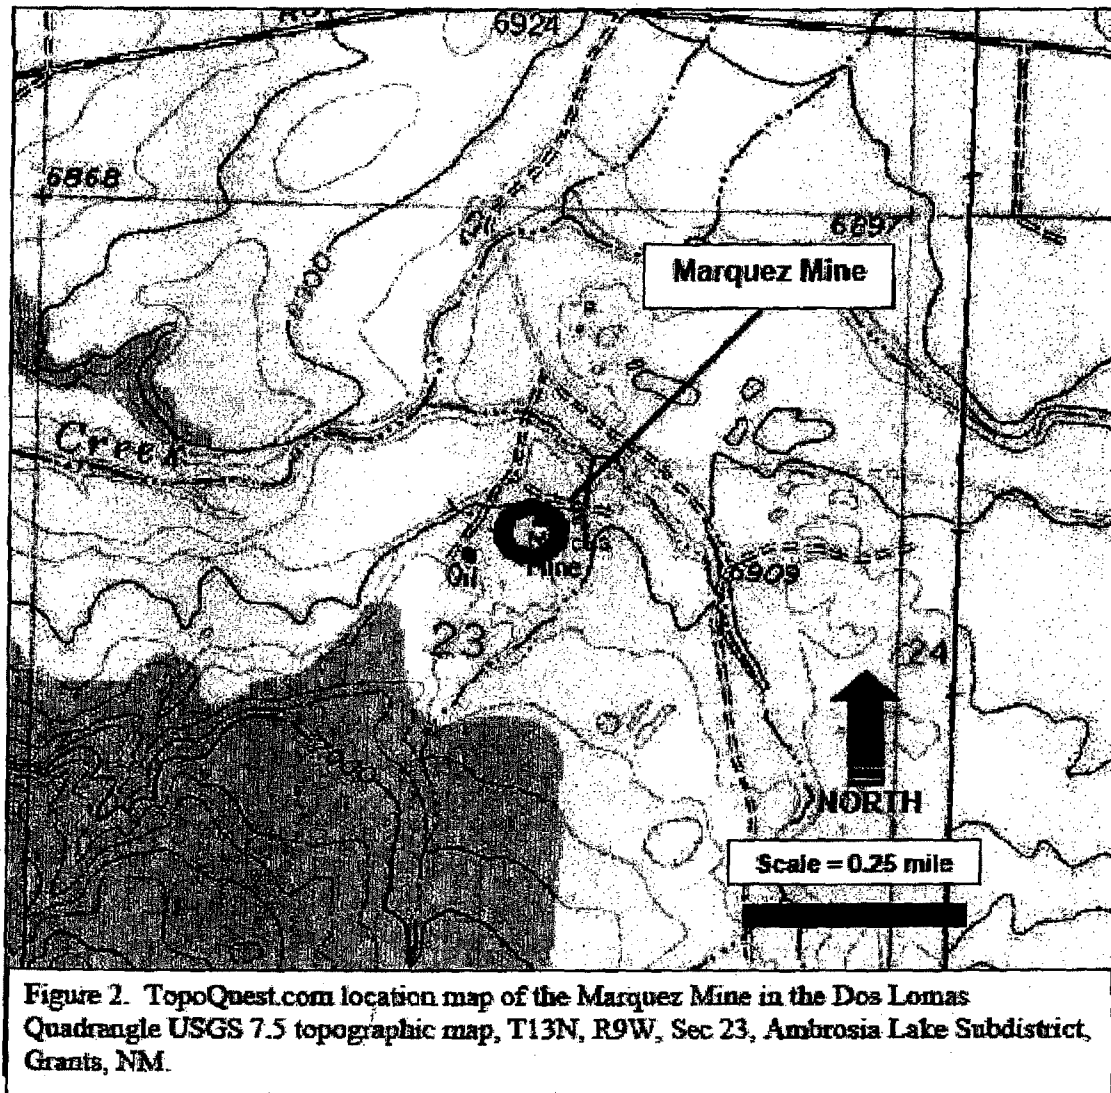 6924
6868
6897
6900
Oil
Marquez Mine
Creek
Mine
Oil
6909
23
24
NORTH
Scale = 0.25 mile
Figure 2. TopoQuest.com location map of the Marquez Mine in the Dos Lomas
Quadrangle USGS 7.5 topographic map, T13N, R9W, Sec 23, Ambrosia Lake Subdistrict,
Grants, NM.